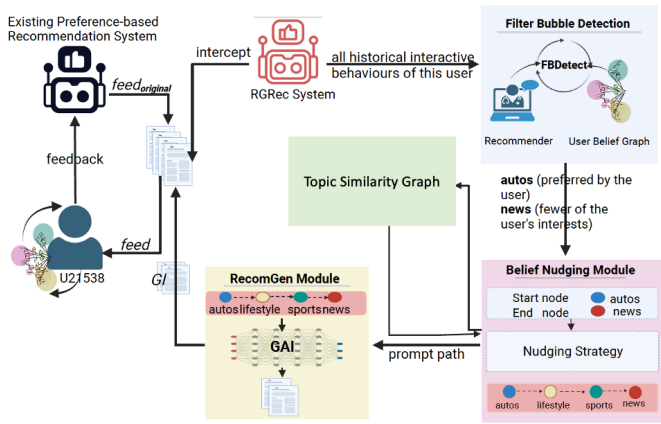 Existing Preference-based
Recommendation System
feedoriginal
intercept
RGRec System
all historical interactive
behaviours of this user
Filter Bubble Detection
FBDetect
Recommender
User Belief Graph
feedback
feed
U21538
GI
Topic Similarity Graph
autos (preferred by the
user)
news (fewer of the
user's interests)
RecomGen Module
autos lifestyle sports news
GAI
prompt path
Belief Nudging Module
Start node autos
End node news
Nudging Strategy
autos lifestyle sports news